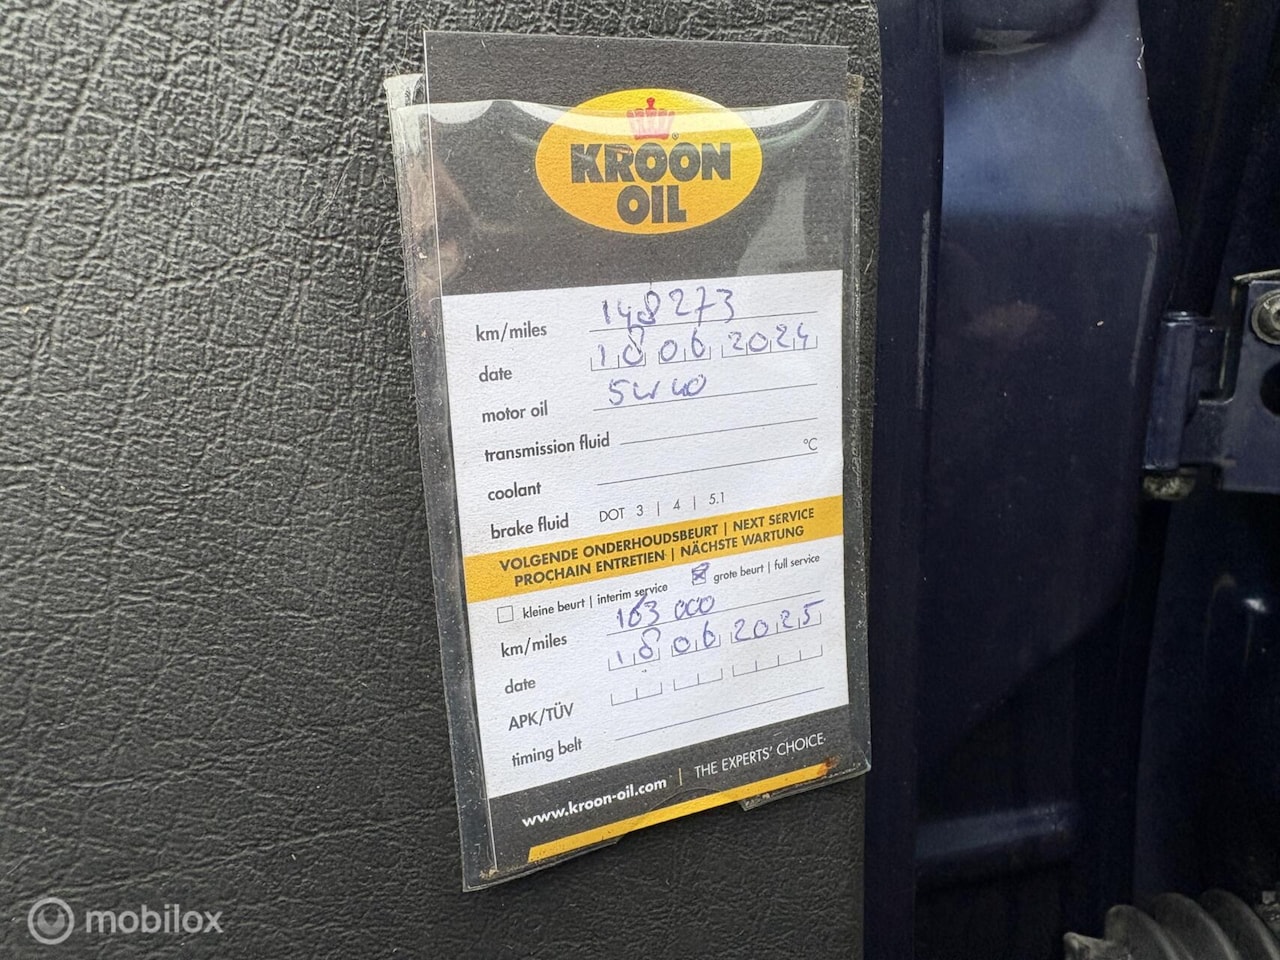 KROON
OIL
®
km/miles 148273
date 18 06 2024
motor oil 5W40
transmission fluid
coolant °C
brake fluid DOT 3 | 4 | 5.1
VOLGENDE ONDERHOUDSBEURT | NEXT SERVICE
PROCHAIN ENTRETIEN | NÄCHSTE WARTUNG
kleine beurt | interim service grote beurt | full service
km/miles 163 000
date 18 06 2025
APK/TÜV
timing belt
www.kroon-oil.com | THE EXPERTS' CHOICE
mobilox